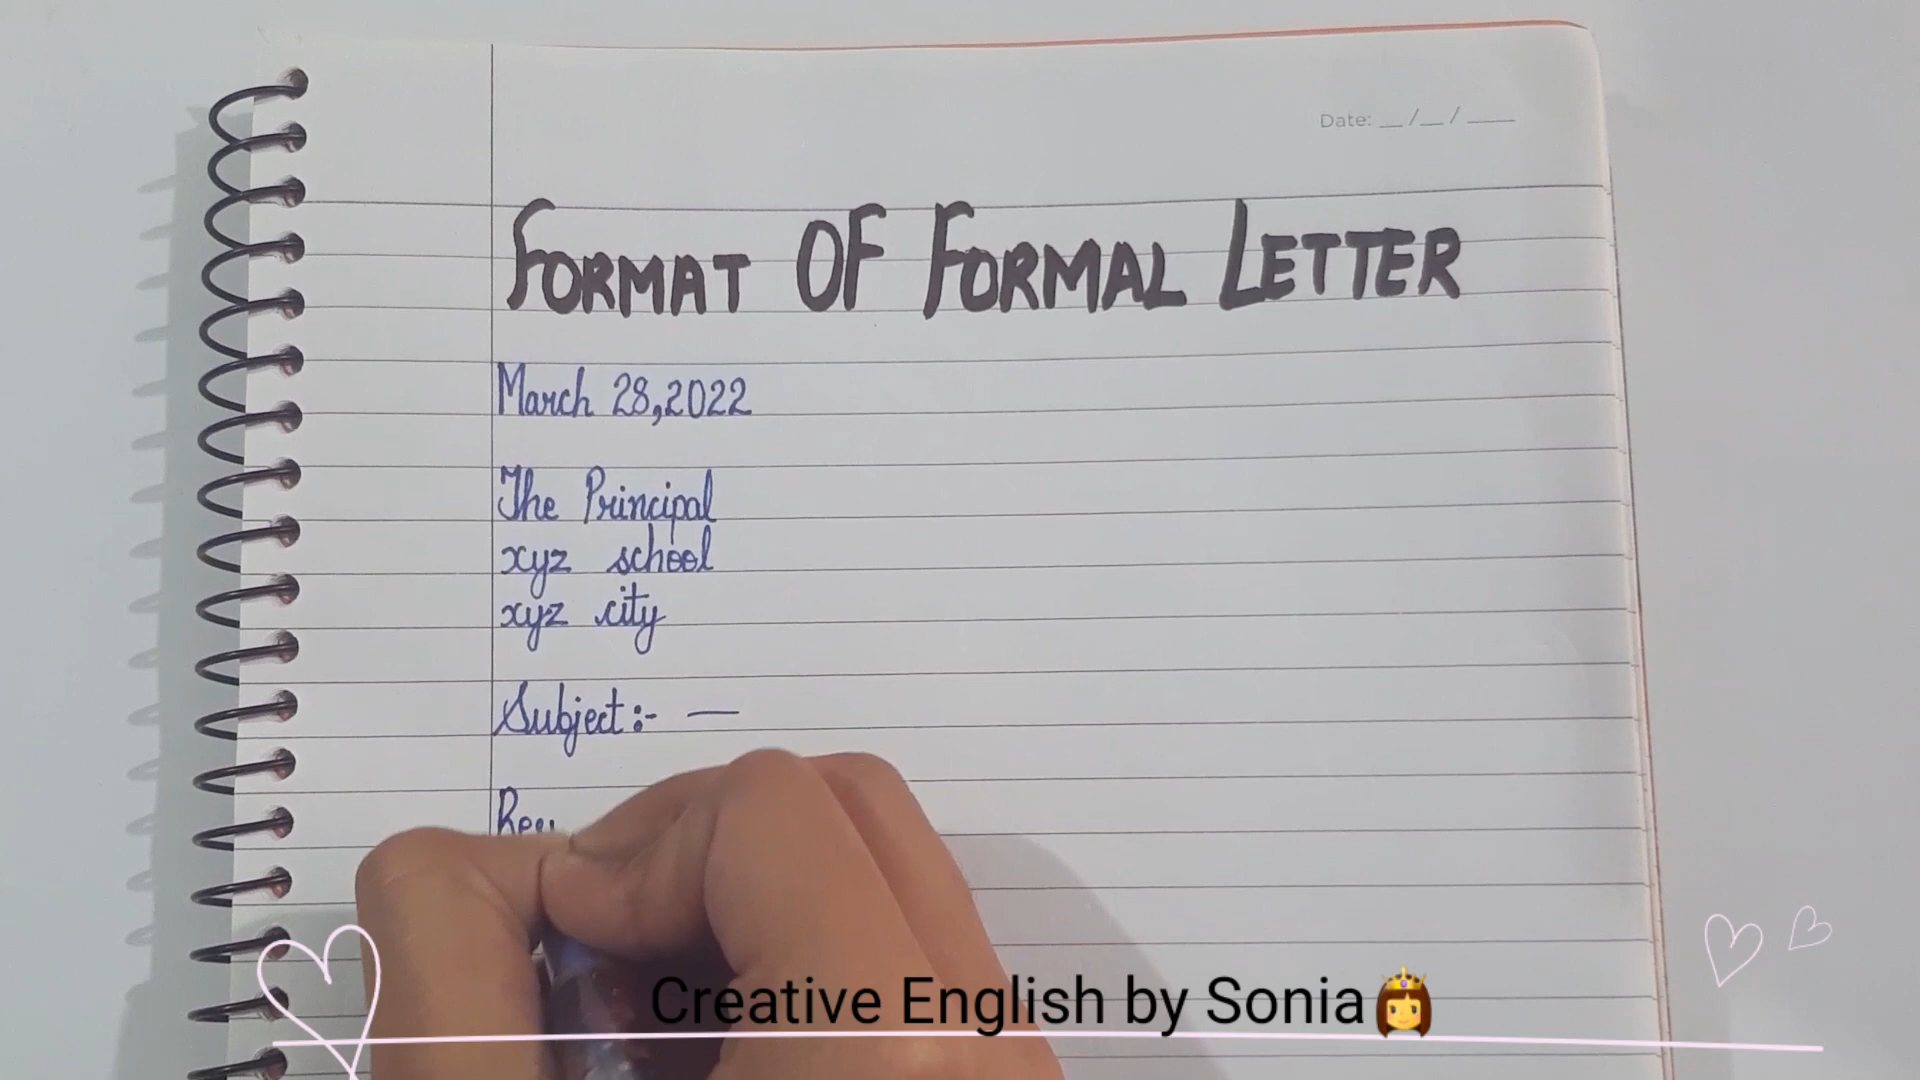 Date: __/__/____
FORMAT OF FORMAL LETTER
March 28,2022
The Principal
xyz school
xyz city
Subject:- —
Creative English by Sonia👸